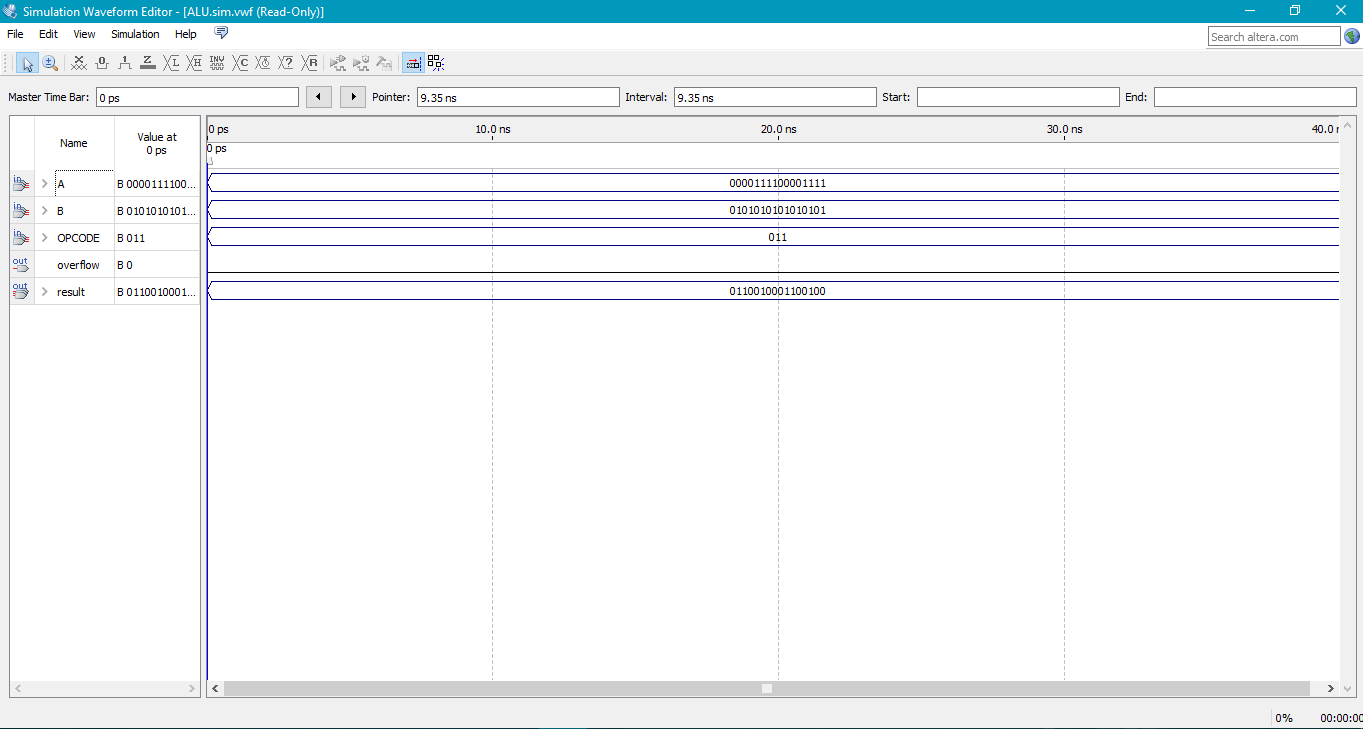 Simulation Waveform Editor - [ALU.sim.vwf (Read-Only)]
File Edit View Simulation Help
Search altera.com
Master Time Bar: 0 ps Pointer: 9.35 ns Interval: 9.35 ns Start: End:
Name Value at 0 ps 0 ps 10.0 ns 20.0 ns 30.0 ns 40.0 n
0 ps
in A B 0000111100... 0000111100001111
in B B 0101010101... 0101010101010101
in OPCODE B 011 011
out overflow B 0
out result B 0110010001... 0110010001100100
0% 00:00:00